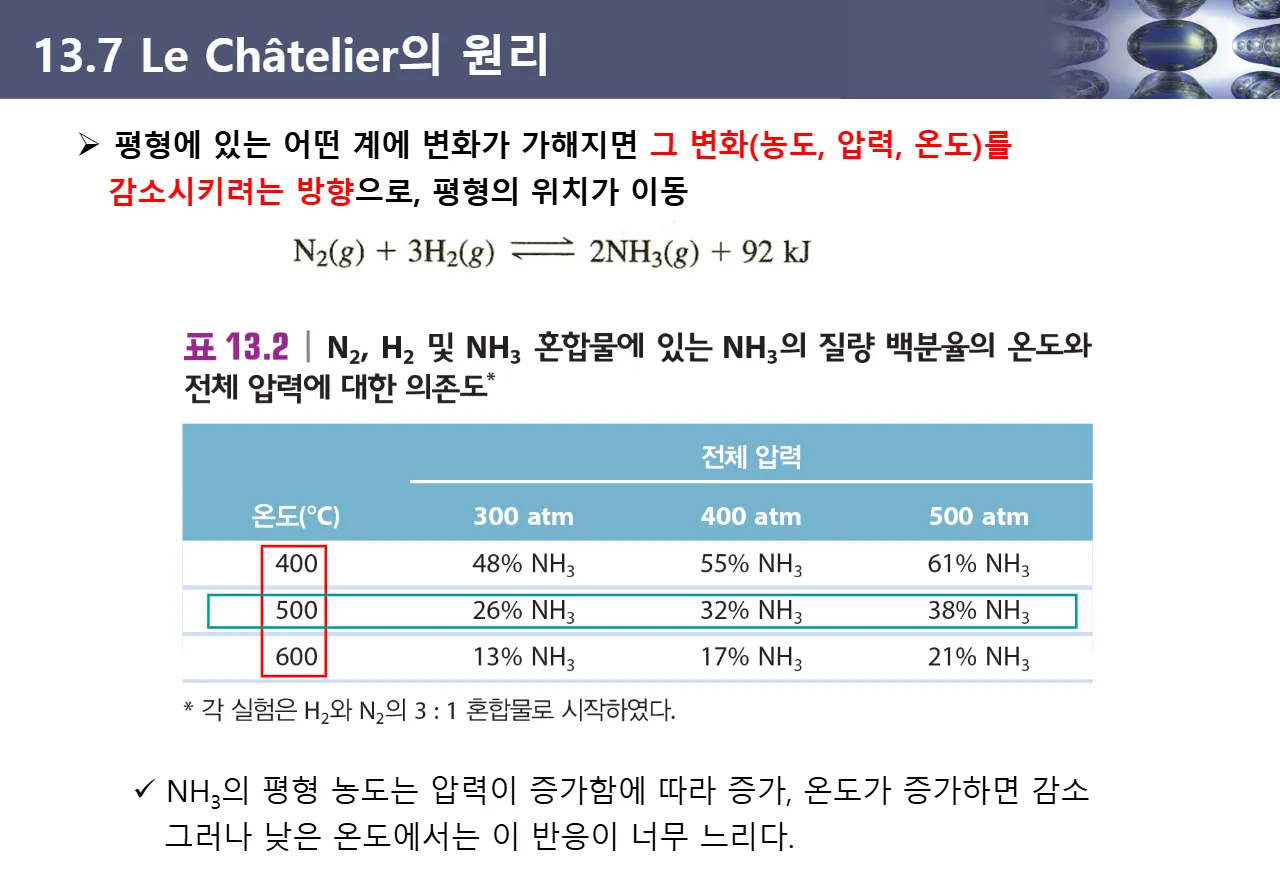 13.7 Le Châtelier의 원리
➢ 평형에 있는 어떤 계에 변화가 가해지면 그 변화(농도, 압력, 온도)를
감소시키려는 방향으로, 평형의 위치가 이동
N₂(g) + 3H₂(g) ⇌ 2NH₃(g) + 92 kJ
표 13.2 | N₂, H₂ 및 NH₃ 혼합물에 있는 NH₃의 질량 백분율의 온도와
전체 압력에 대한 의존도*
전체 압력
온도(°C) 300 atm 400 atm 500 atm
400 48% NH₃ 55% NH₃ 61% NH₃
500 26% NH₃ 32% NH₃ 38% NH₃
600 13% NH₃ 17% NH₃ 21% NH₃
* 각 실험은 H₂와 N₂의 3 : 1 혼합물로 시작하였다.
✓ NH₃의 평형 농도는 압력이 증가함에 따라 증가, 온도가 증가하면 감소
그러나 낮은 온도에서는 이 반응이 너무 느리다.